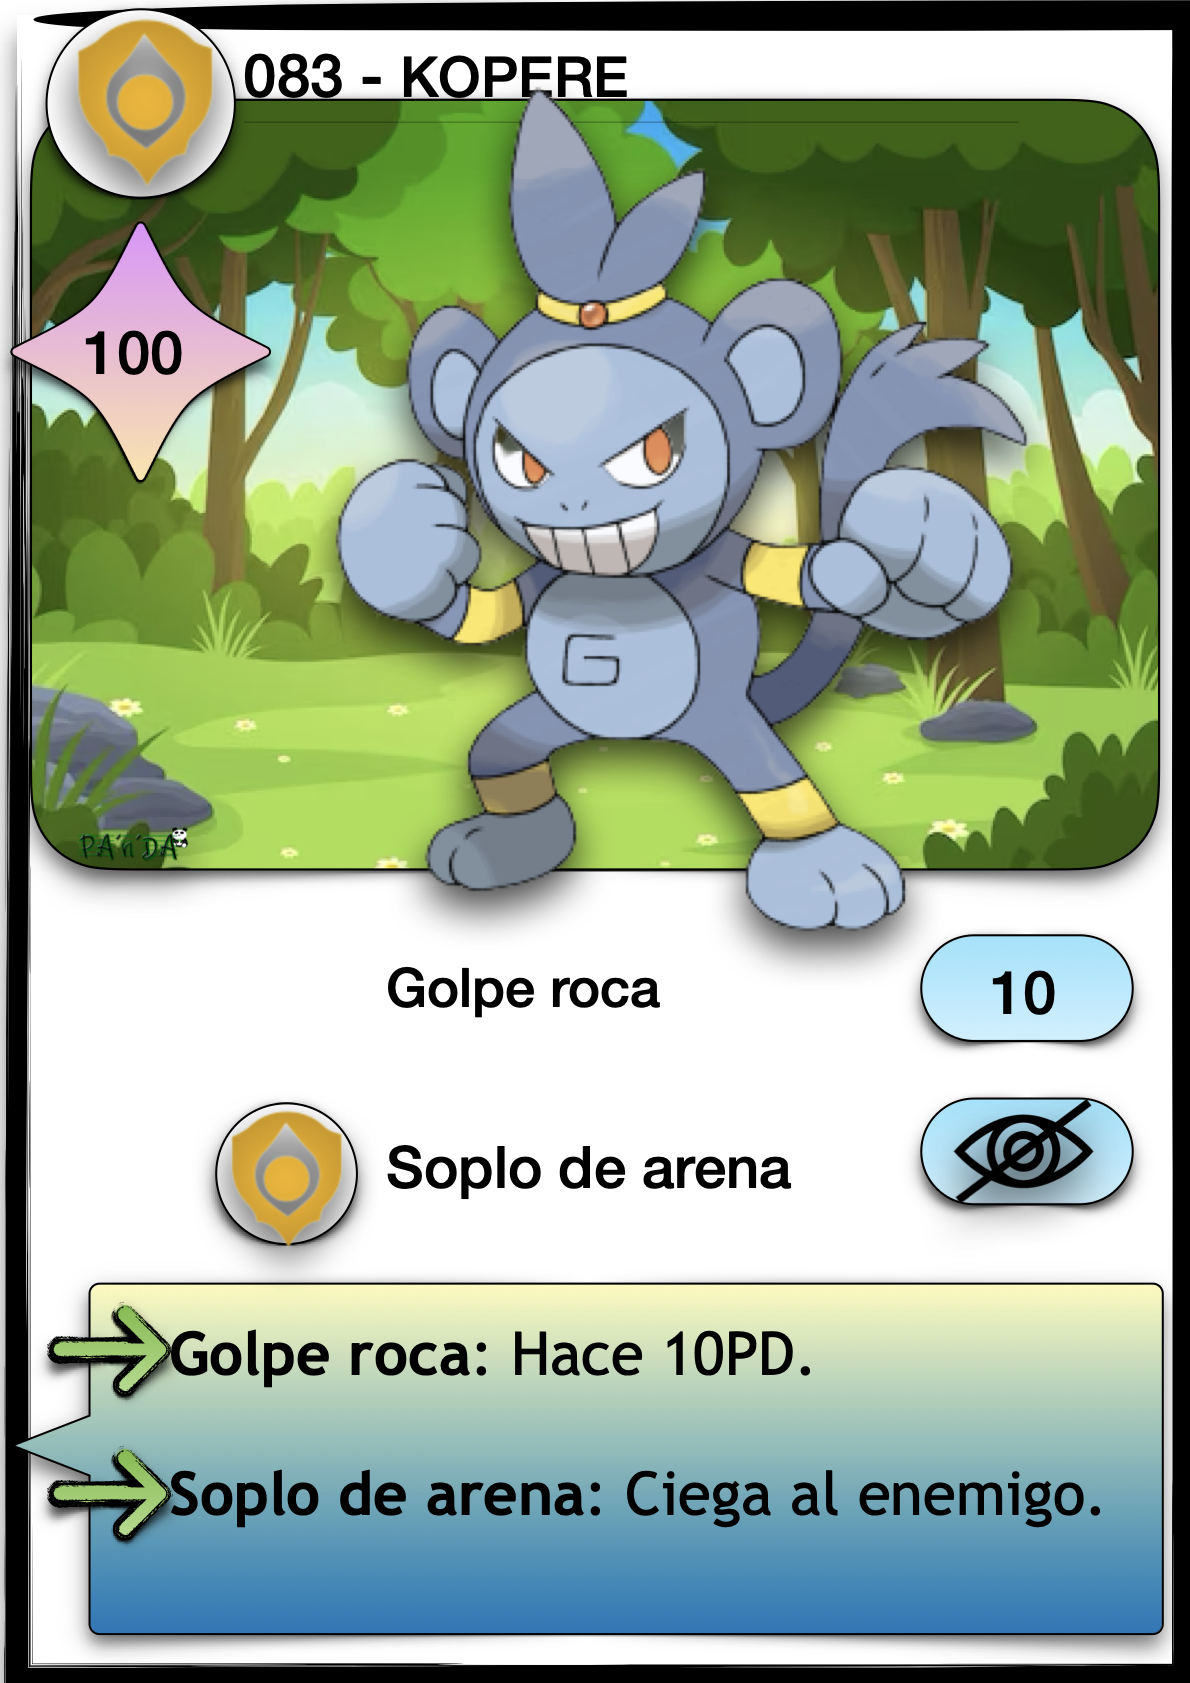 083 - KOPERE
100
G
PA'n'DA
Golpe roca
10
Soplo de arena
Golpe roca: Hace 10PD.
Soplo de arena: Ciega al enemigo.